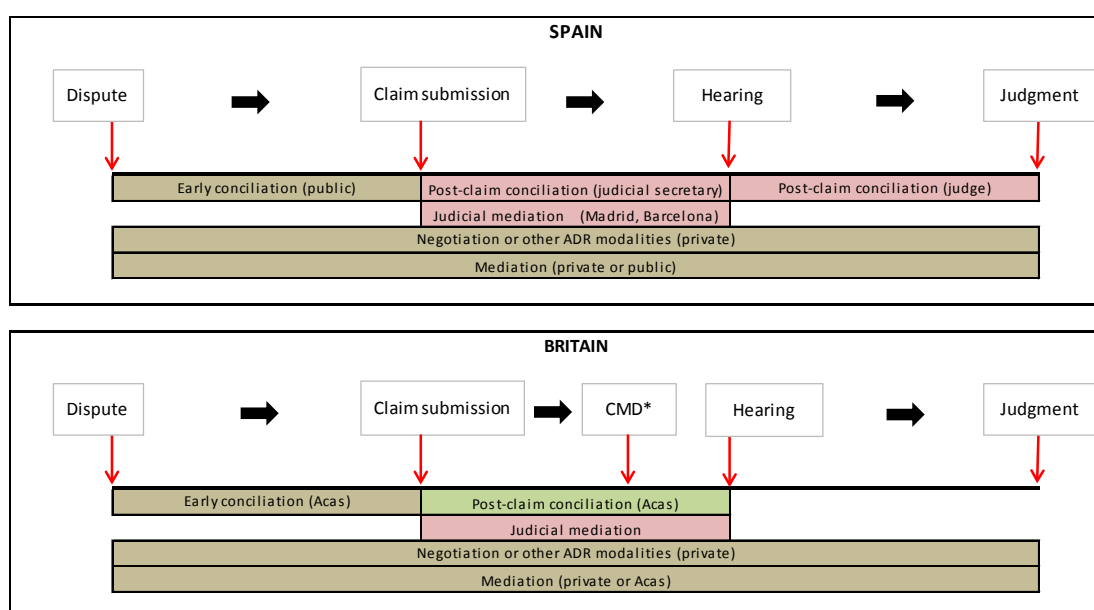 SPAIN
Dispute
Claim submission
Hearing
Judgment
Early conciliation (public)
Post-claim conciliation (judicial secretary)
Post-claim conciliation (judge)
Judicial mediation (Madrid, Barcelona)
Negotiation or other ADR modalities (private)
Mediation (private or public)
BRITAIN
Dispute
Claim submission
CMD*
Hearing
Judgment
Early conciliation (Acas)
Post-claim conciliation (Acas)
Judicial mediation
Negotiation or other ADR modalities (private)
Mediation (private or Acas)